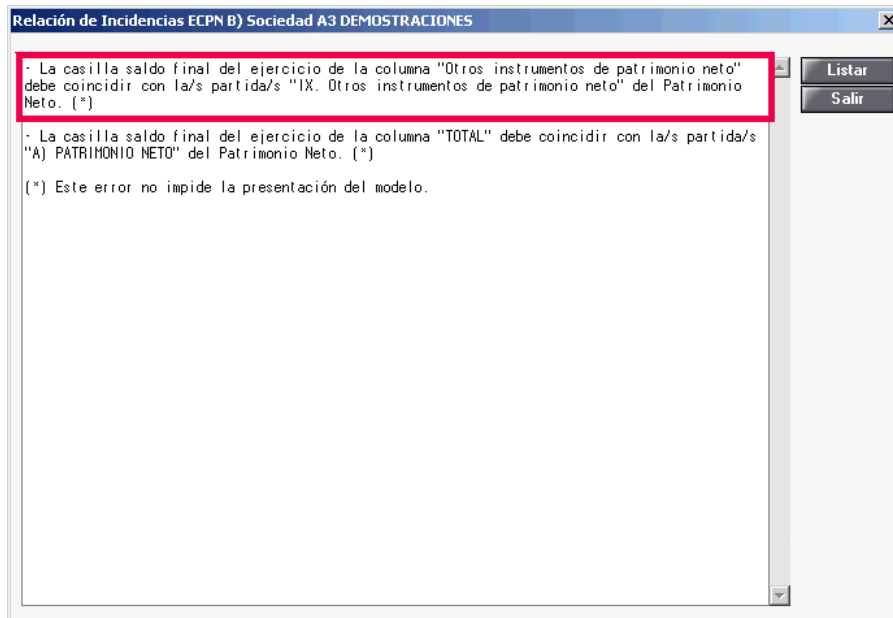 Relación de Incidencias ECPN B) Sociedad A3 DEMOSTRACIONES
- La casilla saldo final del ejercicio de la columna "Otros instrumentos de patrimonio neto"
debe coincidir con la/s partida/s "IX. Otros instrumentos de patrimonio neto" del Patrimonio
Neto. (*)
- La casilla saldo final del ejercicio de la columna "TOTAL" debe coincidir con la/s partida/s
"A) PATRIMONIO NETO" del Patrimonio Neto. (*)
(*) Este error no impide la presentación del modelo.
Listar
Salir